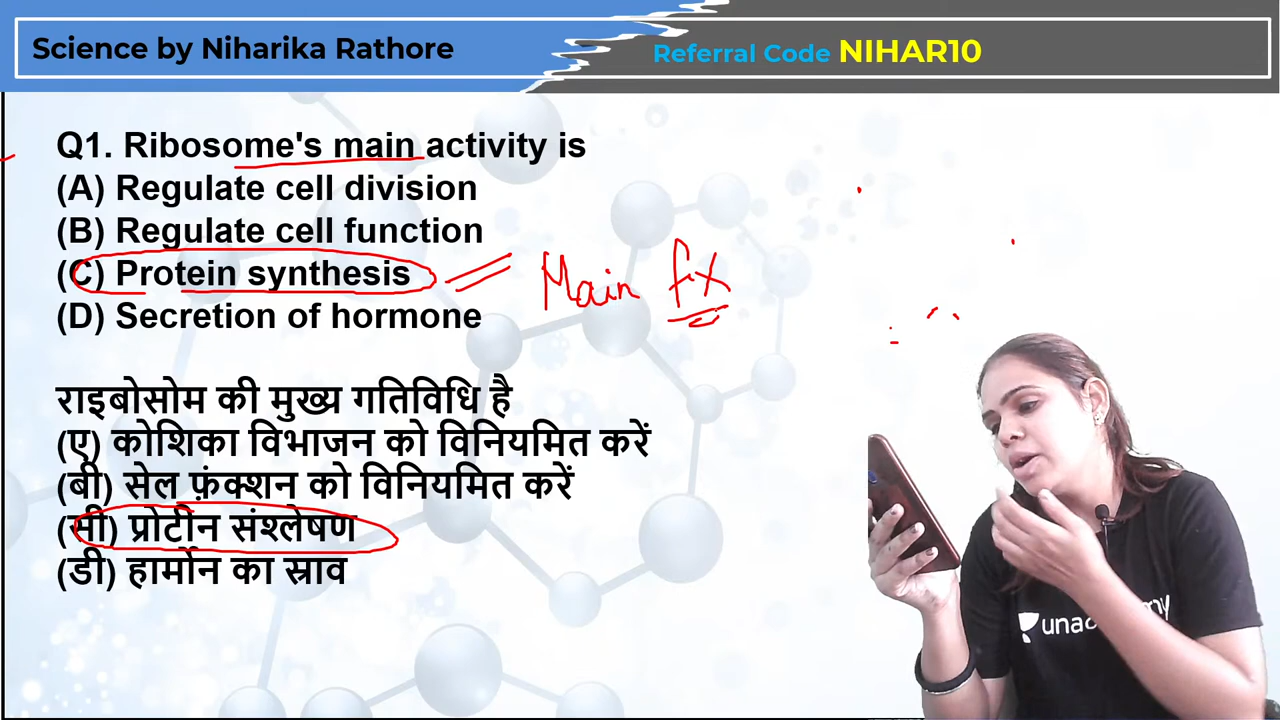 Science by Niharika Rathore
Referral Code NIHAR10
Q1. Ribosome's main activity is
(A) Regulate cell division
(B) Regulate cell function
(C) Protein synthesis
Main fx
(D) Secretion of hormone
राइबोसोम की मुख्य गतिविधि है
(ए) कोशिका विभाजन को विनियमित करें
(बी) सेल फ़ंक्शन को विनियमित करें
(सी) प्रोटीन संश्लेषण
(डी) हार्मोन का स्राव